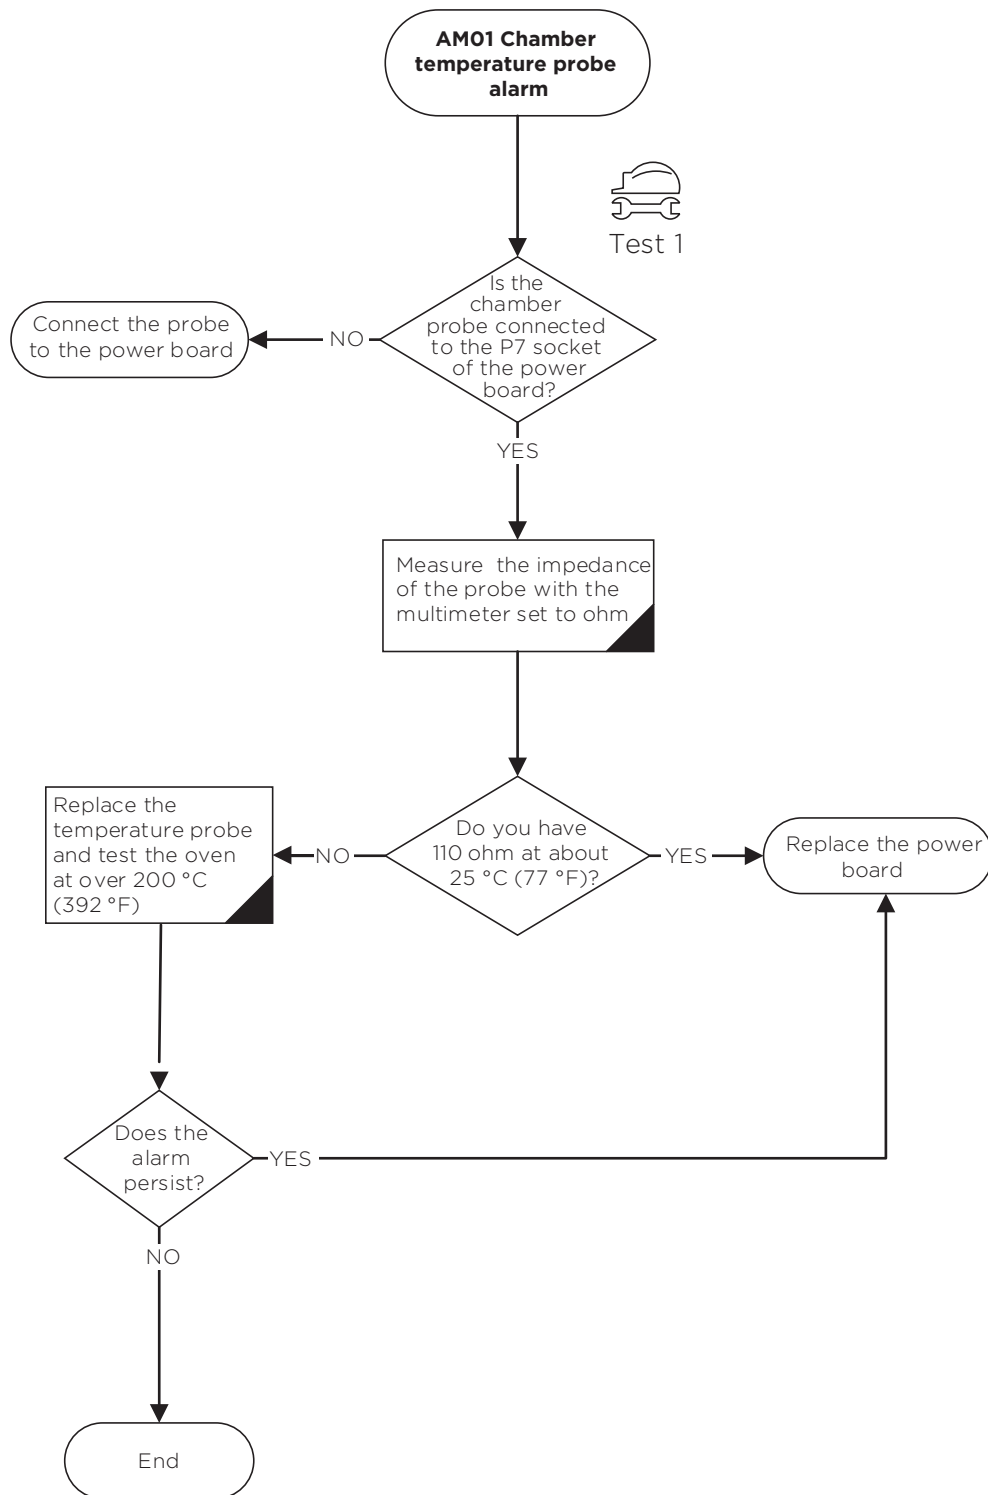 AM01 Chamber
temperature probe
alarm
Test 1
Is the
chamber
probe connected
to the P7 socket
of the power
board?
NO
Connect the probe
to the power board
YES
Measure  the impedance
of the probe with the
multimeter set to ohm
Do you have
110 ohm at about
25 °C (77 °F)?
NO
YES
Replace the
temperature probe
and test the oven
at over 200 °C
(392 °F)
Replace the power
board
Does the
alarm
persist?
YES
NO
End